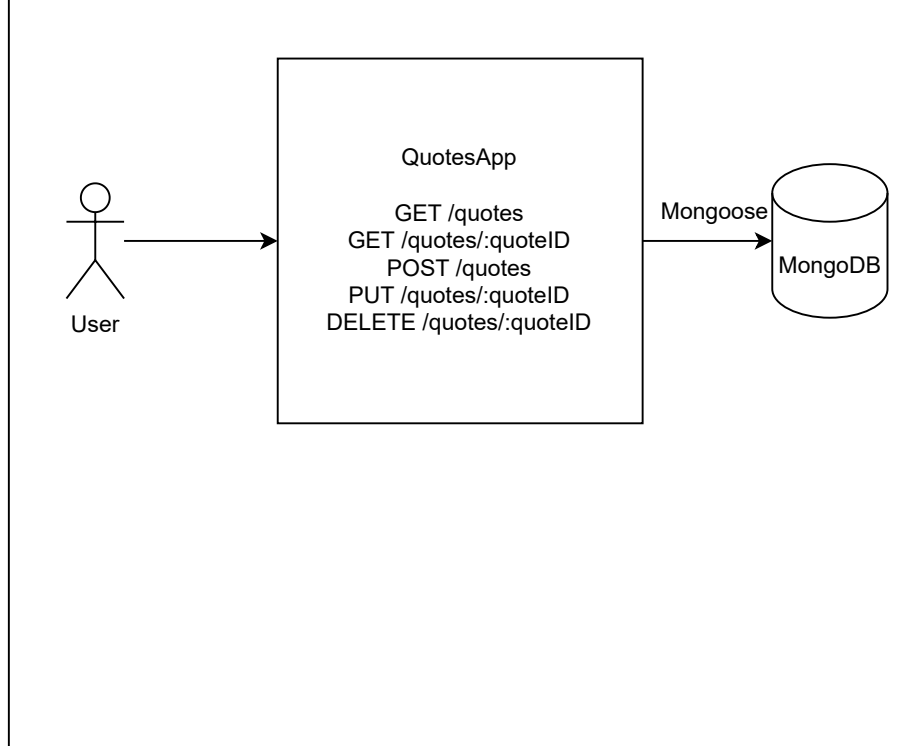 QuotesApp
GET /quotes
GET /quotes/:quoteID
POST /quotes
PUT /quotes/:quoteID
DELETE /quotes/:quoteID
User
Mongoose
MongoDB